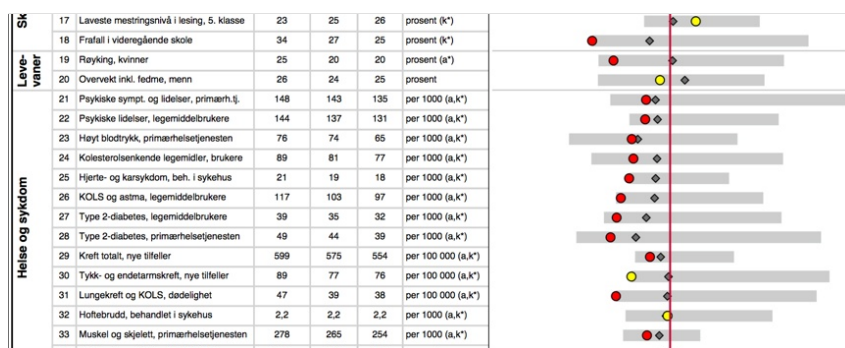 Sk
17 Laveste mestringsnivå i lesing, 5. klasse 23 25 26 prosent (k*)
18 Frafall i videregående skole 34 27 25 prosent (k*)
Leve-
vaner
19 Røyking, kvinner 25 20 20 prosent (a*)
20 Overvekt inkl. fedme, menn 26 24 25 prosent
Helse og sykdom
21 Psykiske sympt. og lidelser, primærh.tj. 148 143 135 per 1000 (a,k*)
22 Psykiske lidelser, legemiddelbrukere 144 137 131 per 1000 (a,k*)
23 Høyt blodtrykk, primærhelsetjenesten 76 74 65 per 1000 (a,k*)
24 Kolesterolsenkende legemidler, brukere 89 81 77 per 1000 (a,k*)
25 Hjerte- og karsykdom, beh. i sykehus 21 19 18 per 1000 (a,k*)
26 KOLS og astma, legemiddelbrukere 117 103 97 per 1000 (a,k*)
27 Type 2-diabetes, legemiddelbrukere 39 35 32 per 1000 (a,k*)
28 Type 2-diabetes, primærhelsetjenesten 49 44 39 per 1000 (a,k*)
29 Kreft totalt, nye tilfeller 599 575 554 per 100 000 (a,k*)
30 Tykk- og endetarmskreft, nye tilfeller 89 77 76 per 100 000 (a,k*)
31 Lungekreft og KOLS, dødelighet 47 39 38 per 100 000 (a,k*)
32 Hoftebrudd, behandlet i sykehus 2,2 2,2 2,2 per 1000 (a,k*)
33 Muskel og skjelett, primærhelsetjenesten 278 265 254 per 1000 (a,k*)